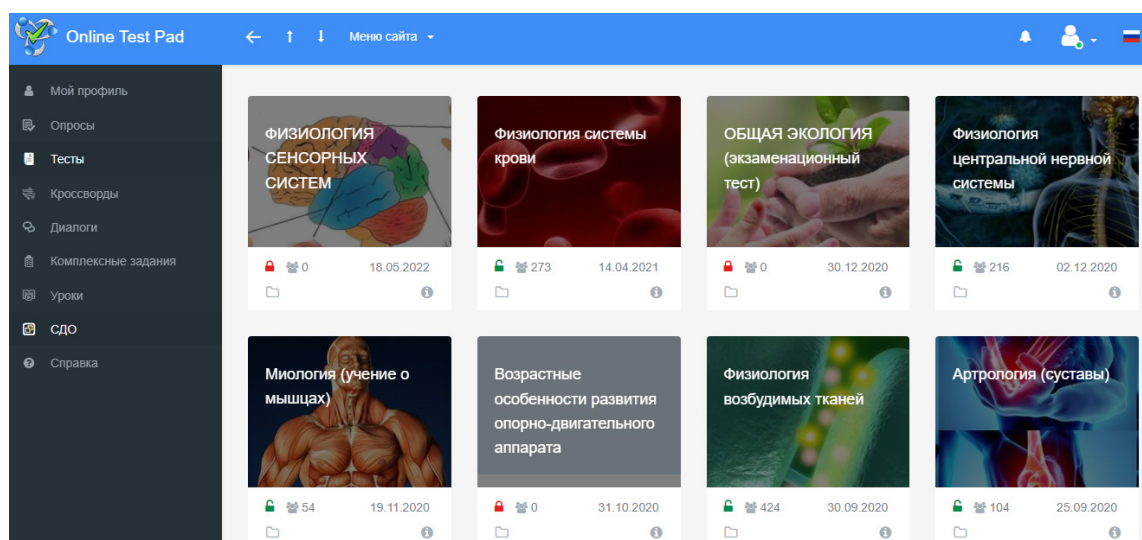 Online Test Pad
Меню сайта
Мой профиль
Опросы
Тесты
Кроссворды
Диалоги
Комплексные задания
Уроки
СДО
Справка
ФИЗИОЛОГИЯ
СЕНСОРНЫХ
СИСТЕМ
0 18.05.2022
Физиология системы
крови
273 14.04.2021
ОБЩАЯ ЭКОЛОГИЯ
(экзаменационный
тест)
0 30.12.2020
Физиология
центральной нервной
системы
216 02.12.2020
Миология (учение о
мышцах)
54 19.11.2020
Возрастные
особенности развития
опорно-двигательного
аппарата
0 31.10.2020
Физиология
возбудимых тканей
424 30.09.2020
Артрология (суставы)
104 25.09.2020